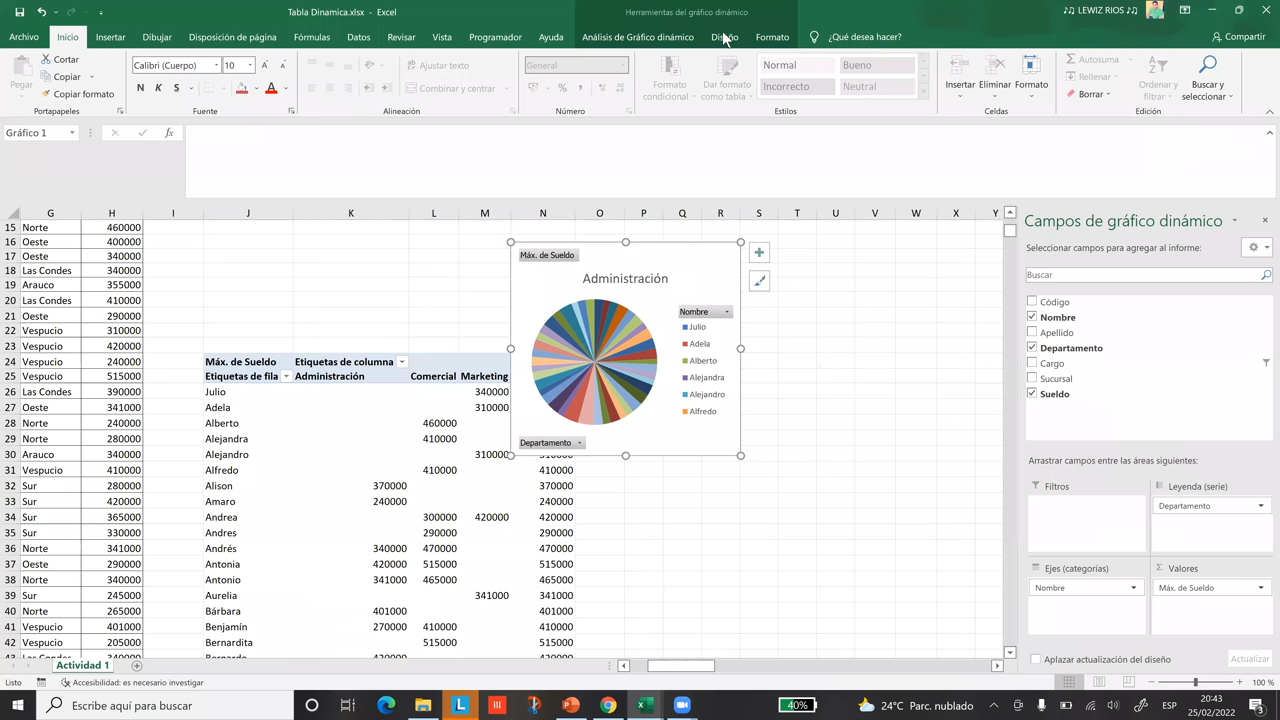 Tabla Dinamica.xlsx - Excel
Herramientas del gráfico dinámico
LEWIZ RIOS
Archivo Inicio Insertar Dibujar Disposición de página Fórmulas Datos Revisar Vista Programador Ayuda Análisis de Gráfico dinámico Diseño Formato ¿Qué desea hacer? Compartir
Pegar
Cortar
Copiar
Copiar formato
Portapapeles
Calibri (Cuerpo) 10
N K S
Fuente
Ajustar texto
Combinar y centrar
Alineación
General
Número
Formato condicional
Dar formato como tabla
Normal Bueno
Incorrecto Neutral
Estilos
Insertar Eliminar Formato
Celdas
Autosuma
Rellenar
Borrar
Ordenar y filtrar
Buscar y seleccionar
Edición
Gráfico 1
fx
G H I J K L M N O P Q R S T U V W X Y
15 Norte 460000
16 Oeste 400000
17 Oeste 340000
18 Las Condes 340000
19 Arauco 355000
20 Las Condes 410000
21 Oeste 290000
22 Vespucio 310000
23 Vespucio 420000
24 Vespucio 240000 Máx. de Sueldo Etiquetas de columna
25 Vespucio 515000 Etiquetas de fila Administración Comercial Marketing
26 Las Condes 390000 Julio 340000
27 Oeste 341000 Adela 310000
28 Norte 240000 Alberto 460000
29 Norte 280000 Alejandra 410000
30 Arauco 340000 Alejandro 310000
31 Vespucio 410000 Alfredo 410000 410000
32 Sur 280000 Alison 370000 370000
33 Sur 420000 Amaro 240000 240000
34 Sur 365000 Andrea 300000 420000 420000
35 Sur 330000 Andres 290000 290000
36 Norte 341000 Andrés 340000 470000 470000
37 Oeste 290000 Antonia 420000 515000 515000
38 Norte 340000 Antonio 341000 465000 465000
39 Sur 245000 Aurelia 341000 341000
40 Norte 265000 Bárbara 401000 401000
41 Vespucio 401000 Benjamín 270000 410000 410000
42 Vespucio 205000 Bernardita 515000 515000
Máx. de Sueldo
Administración
Nombre
Julio
Adela
Alberto
Alejandra
Alejandro
Alfredo
Departamento
Campos de gráfico dinámico
Seleccionar campos para agregar al informe:
Buscar
Código
Nombre
Apellido
Departamento
Cargo
Sucursal
Sueldo
Arrastrar campos entre las áreas siguientes:
Filtros
Leyenda (serie)
Departamento
Ejes (categorías)
Nombre
Valores
Máx. de Sueldo
Aplazar actualización del diseño
Actualizar
Actividad 1
Listo
Accesibilidad: es necesario investigar
100 %
Escribe aquí para buscar
40%
24°C Parc. nublado
ESP
20:43
25/02/2022
3